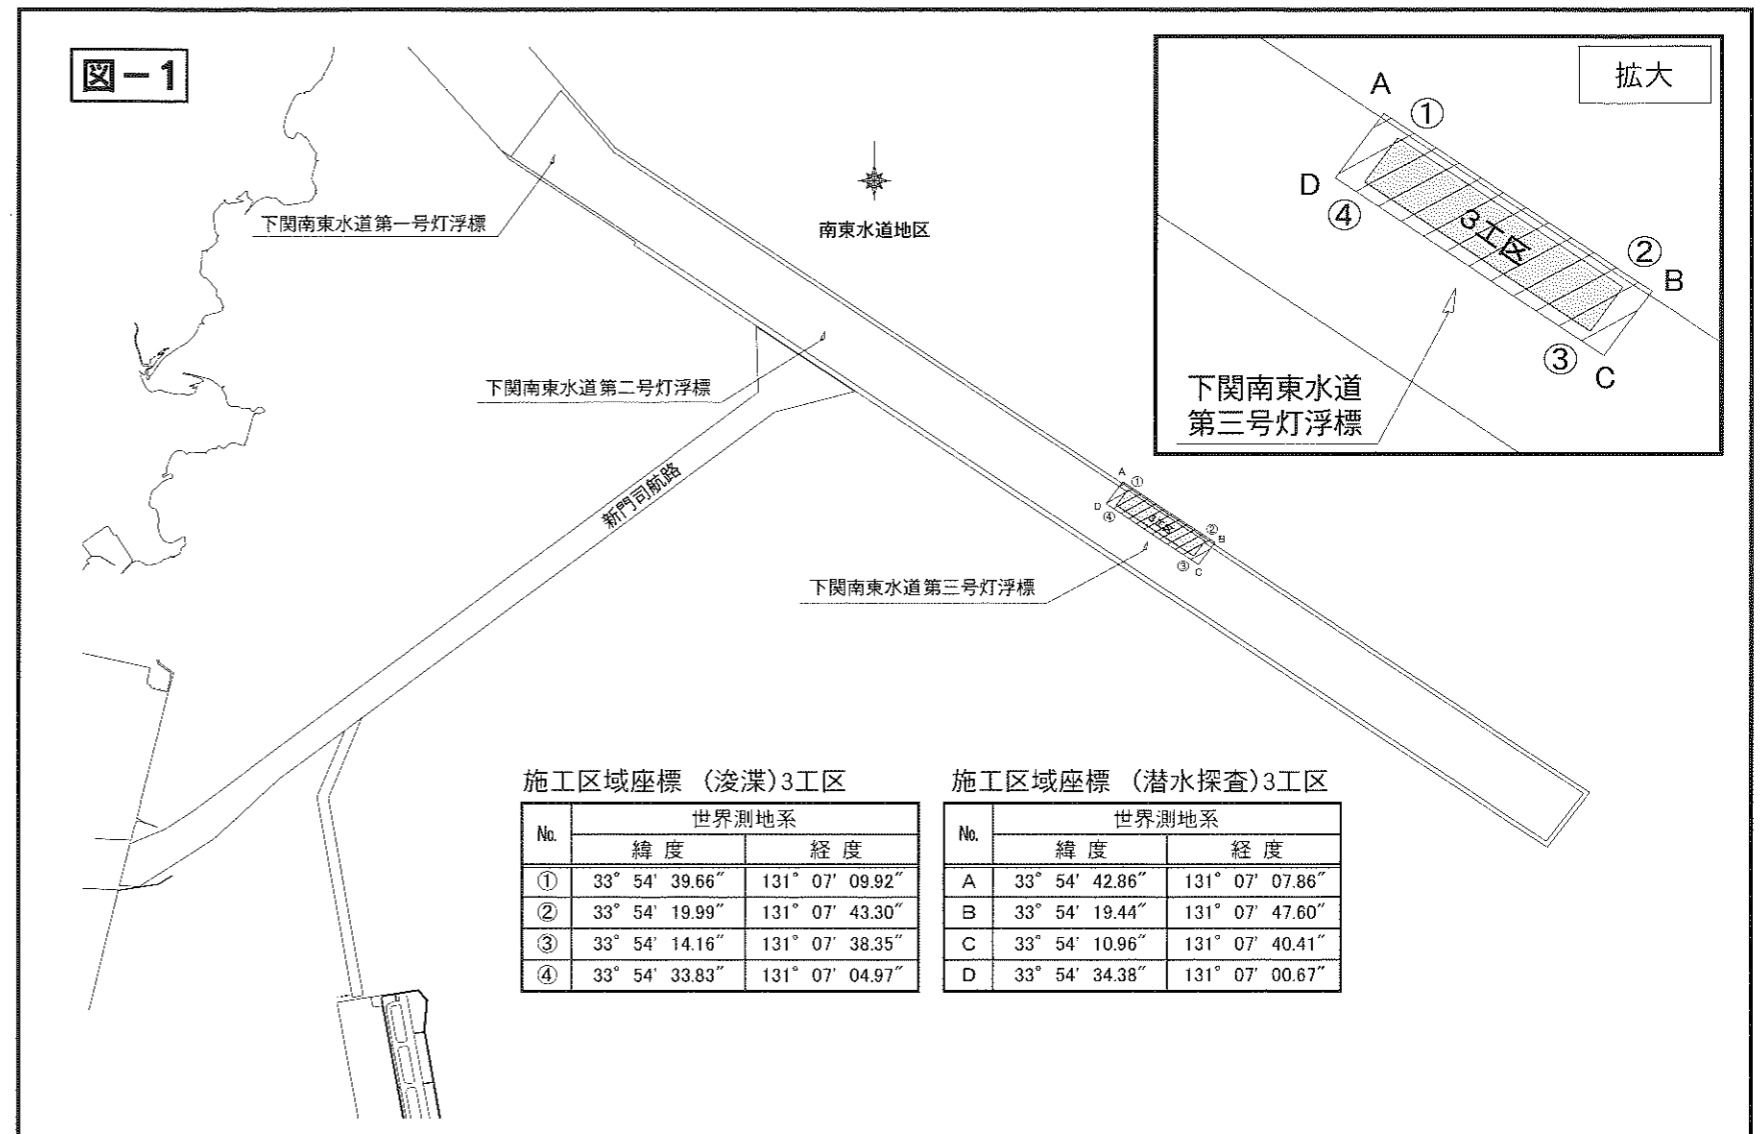 図-1
拡大
A
①
D
④
3工区
②
B
③
C
下関南東水道
第三号灯浮標
下関南東水道第一号灯浮標
南東水道地区
下関南東水道第二号灯浮標
新門司航路
A
①
D
④
3工区
②
B
③
C
下関南東水道第三号灯浮標
施工区域座標 (浚渫)3工区
No. 世界測地系
緯度 経度
① 33° 54' 39.66″ 131° 07' 09.92″
② 33° 54' 19.99″ 131° 07' 43.30″
③ 33° 54' 14.16″ 131° 07' 38.35″
④ 33° 54' 33.83″ 131° 07' 04.97″
施工区域座標 (潜水探査)3工区
No. 世界測地系
緯度 経度
A 33° 54' 42.86″ 131° 07' 07.86″
B 33° 54' 19.44″ 131° 07' 47.60″
C 33° 54' 10.96″ 131° 07' 40.41″
D 33° 54' 34.38″ 131° 07' 00.67″